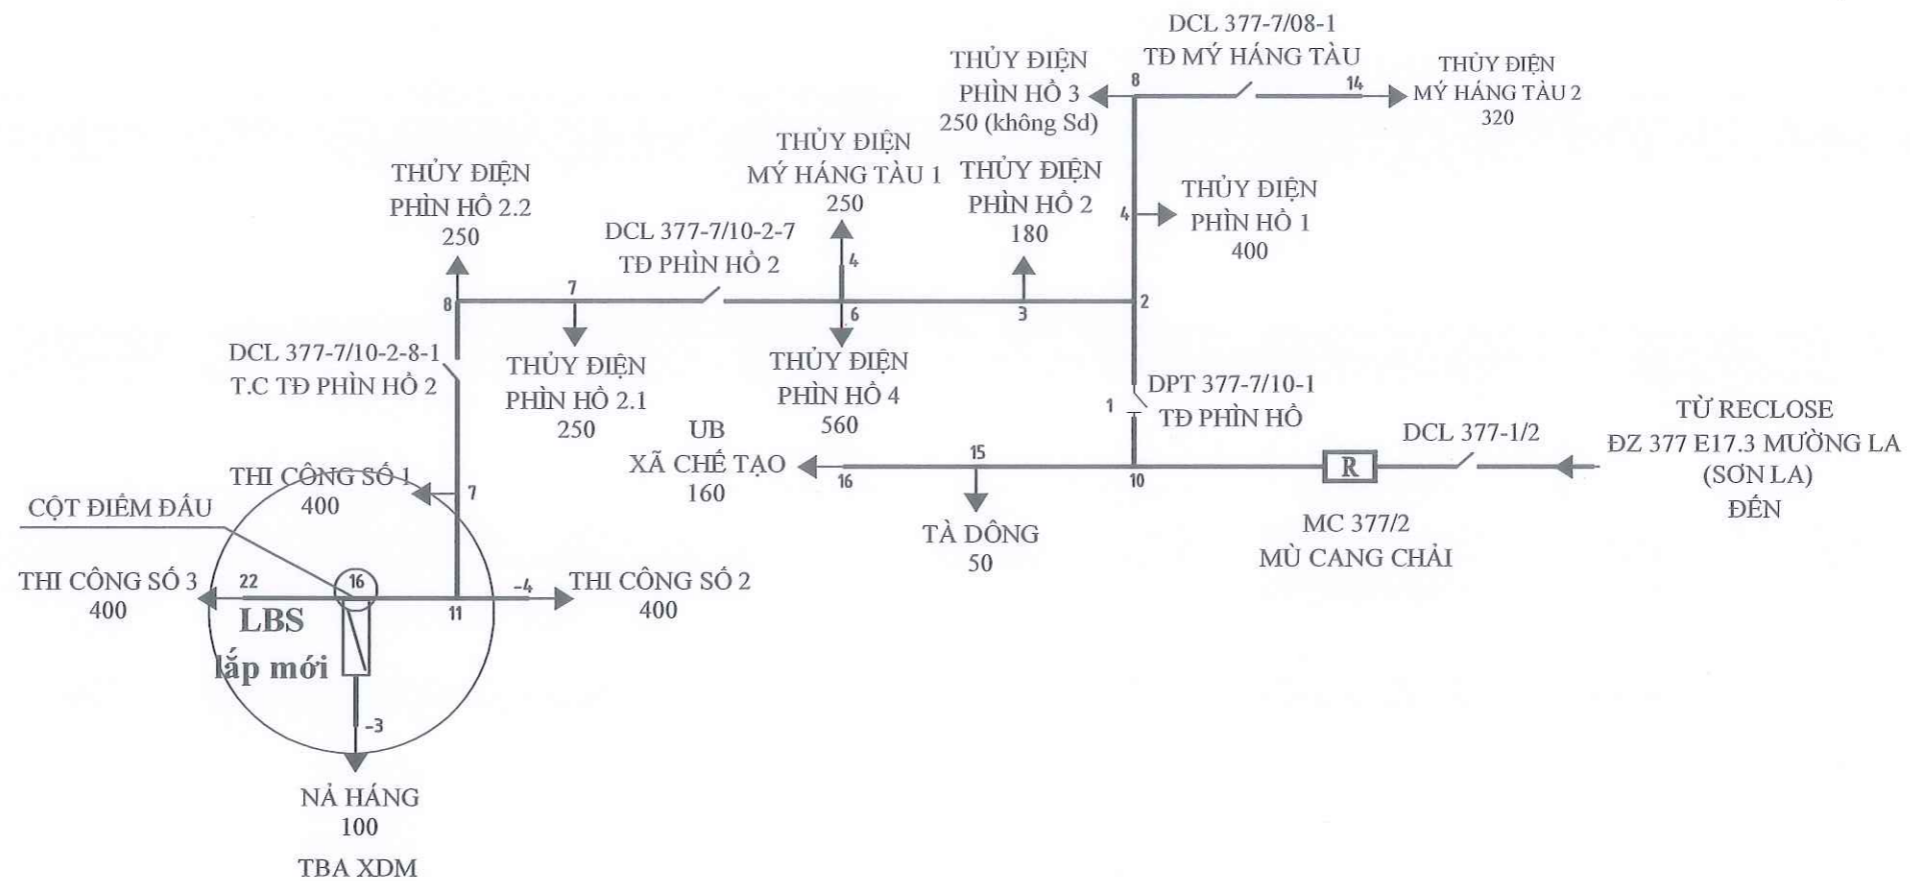 DCL 377-7/08-1
TĐ MÝ HÁNG TÀU
THỦY ĐIỆN
PHÌN HỒ 3
250 (không Sd)
8
14
THỦY ĐIỆN
MÝ HÁNG TÀU 2
320
THỦY ĐIỆN
MÝ HÁNG TÀU 1
250
THỦY ĐIỆN
PHÌN HỒ 2
180
4
THỦY ĐIỆN
PHÌN HỒ 1
400
THỦY ĐIỆN
PHÌN HỒ 2.2
250
DCL 377-7/10-2-7
TĐ PHÌN HỒ 2
4
8
7
6
3
2
DCL 377-7/10-2-8-1
T.C TĐ PHÌN HỒ 2
THỦY ĐIỆN
PHÌN HỒ 2.1
250
THỦY ĐIỆN
PHÌN HỒ 4
560
1
DPT 377-7/10-1
TĐ PHÌN HỒ
UB
XÃ CHẾ TẠO
160
16
15
10
R
DCL 377-1/2
TỪ RECLOSE
ĐZ 377 E17.3 MƯỜNG LA
(SƠN LA)
ĐẾN
TÀ DÔNG
50
MC 377/2
MÙ CANG CHẢI
THI CÔNG SỐ 1
400
7
CỘT ĐIỂM ĐẤU
THI CÔNG SỐ 3
400
22
16
11
-4
THI CÔNG SỐ 2
400
LBS
lắp mới
-3
NẢ HÁNG
100
TBA XDM